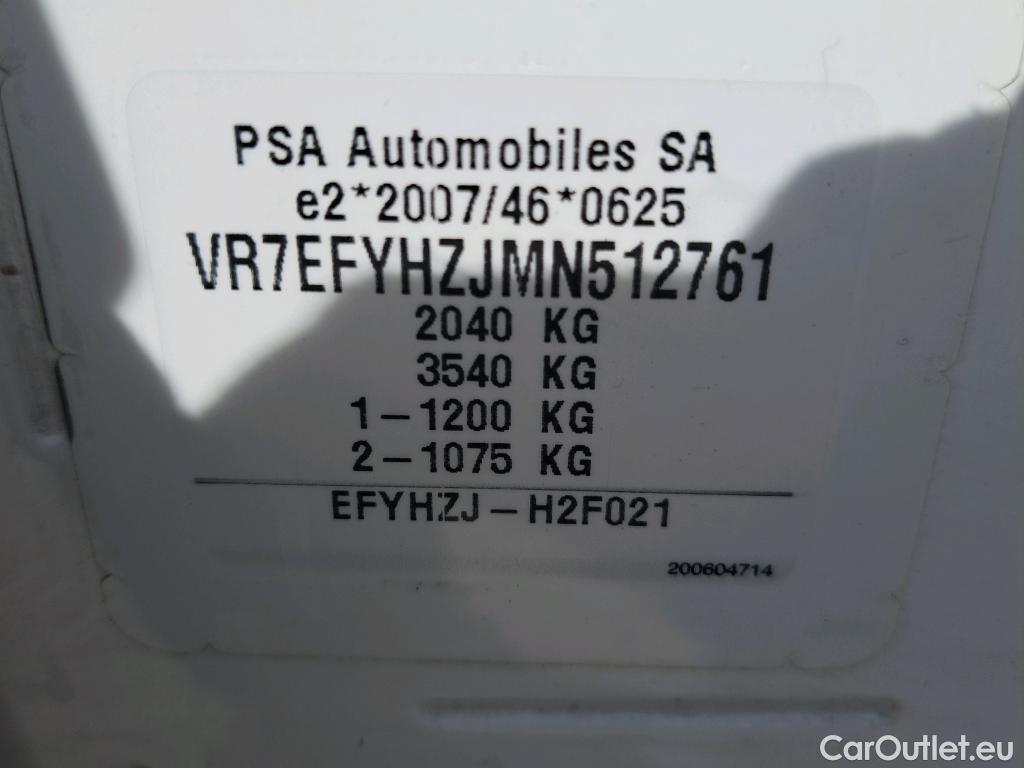 PSA Automobiles SA
e2*2007/46*0625
VR7EFYHZJMN512761
2040 KG
3540 KG
1-1200 KG
2-1075 KG
EFYHZJ-H2F021
200604714
CarOutlet.eu